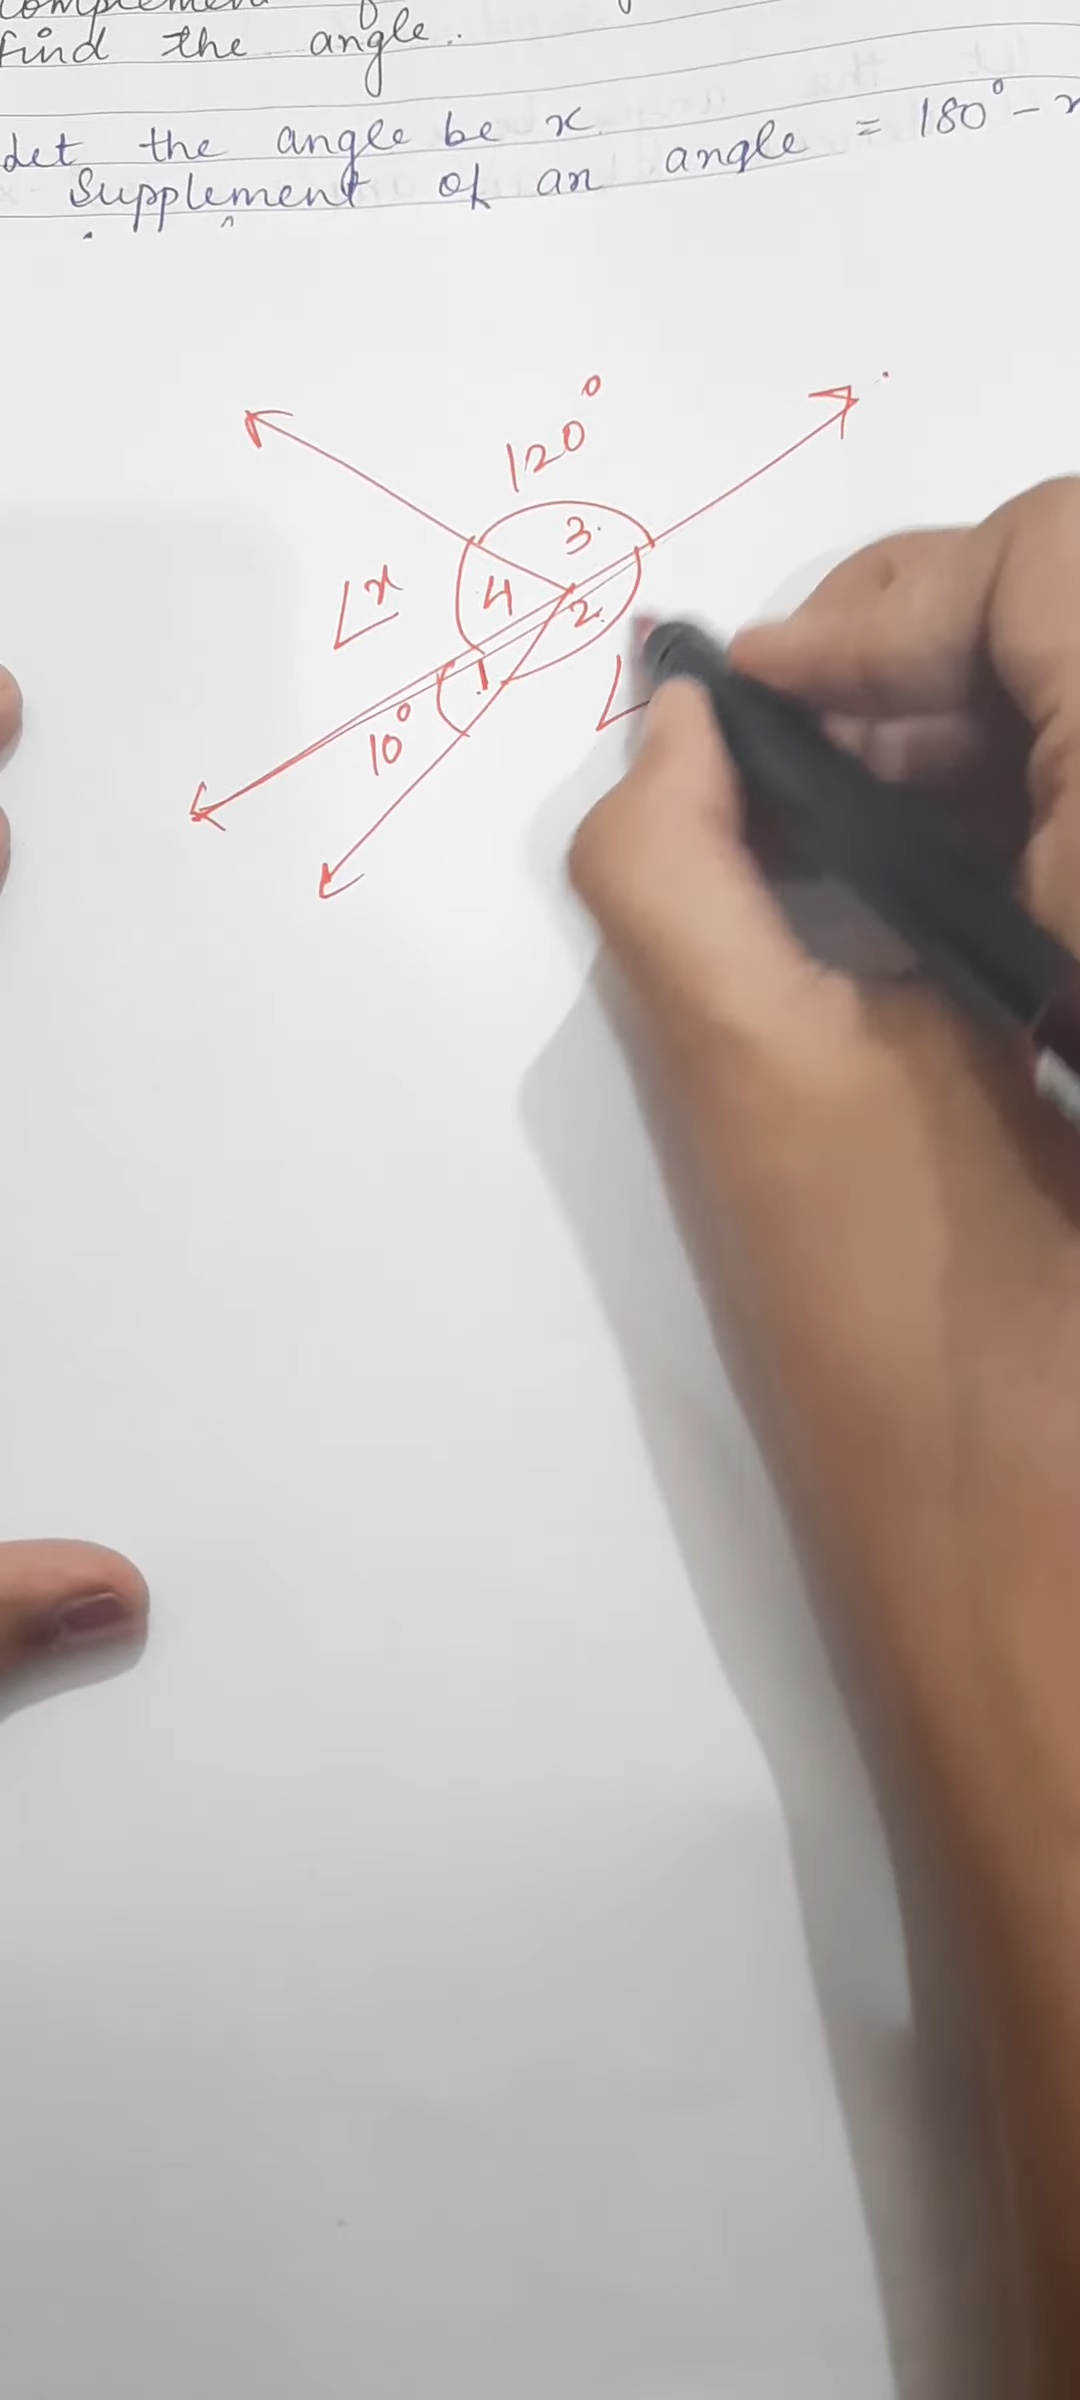 find the angle.
let the angle be x
Supplement of an angle = 180° - x
120°
3.
∠x
4
2.
1
10°
∠